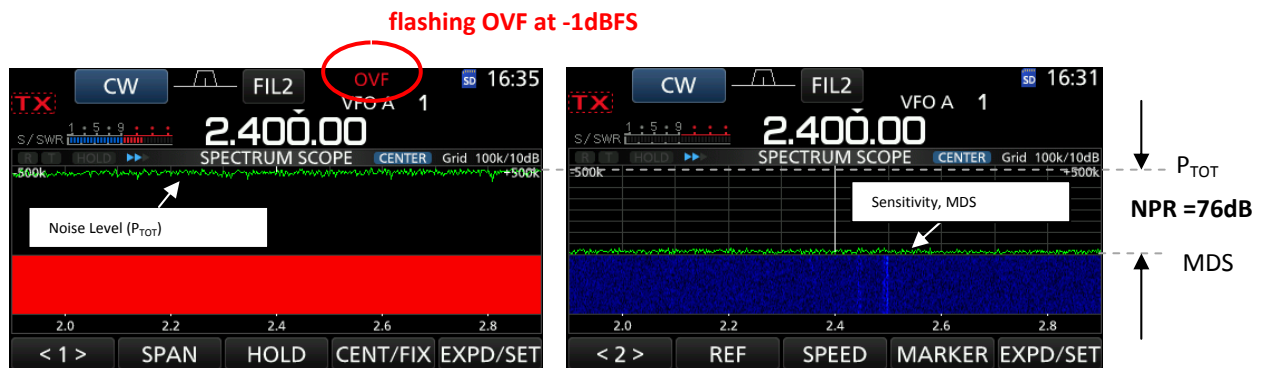 flashing OVF at -1dBFS
CW FIL2 OVF SD 16:35
TX VFO A 1
S/SWR 1 : 5 : 9 : : :
2.400.00
R T HOLD SPECTRUM SCOPE CENTER Grid 100k/10dB
-500k +500k
Noise Level (PTOT)
2.0 2.2 2.4 2.6 2.8
< 1 > SPAN HOLD CENT/FIX EXPD/SET
CW FIL2 SD 16:31
TX VFO A 1
S/SWR 1 : 5 : 9 : : :
2.400.00
R T HOLD SPECTRUM SCOPE CENTER Grid 100k/10dB
-500k +500k
Sensitivity, MDS
2.0 2.2 2.4 2.6 2.8
< 2 > REF SPEED MARKER EXPD/SET
PTOT
NPR =76dB
MDS